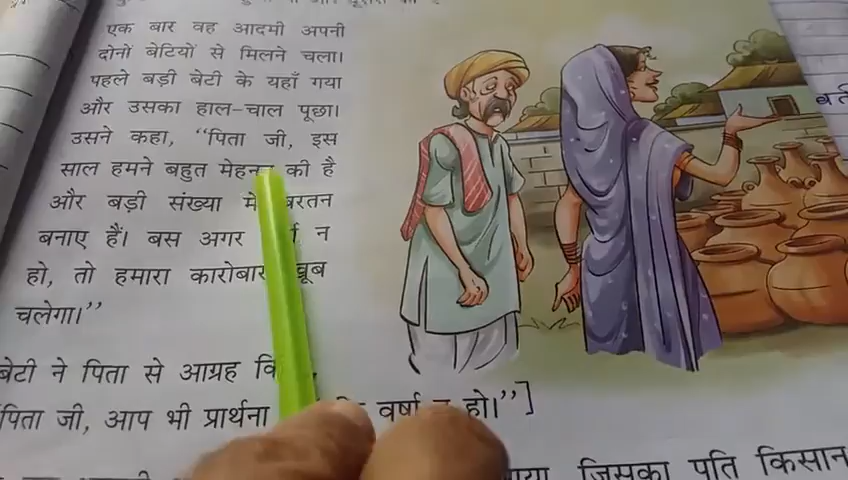 एक बार वह आदमी अपनी
दोनों बेटियों से मिलने चला।
पहले बड़ी बेटी के यहाँ गया
और उसका हाल-चाल पूछा।
उसने कहा, “पिता जी, इस
साल हमने बहुत मेहनत की है
और बड़ी संख्या में बरतन
बनाए हैं। बस अगर न
हो, तो हमारा कारोबार खूब
चलेगा।”
बेटी ने पिता से आग्रह
पिता जी, आप भी प्रार्थना वर्षा न हो।”]
जिसका पति किसान